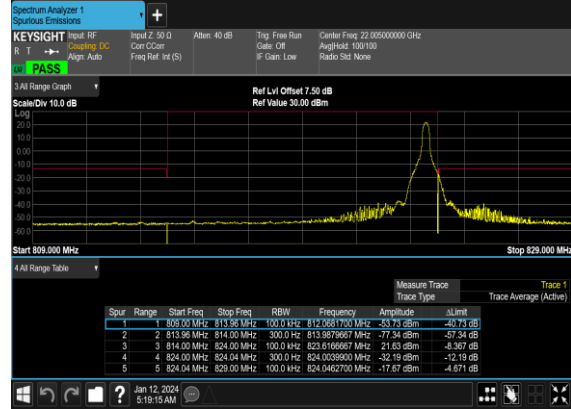 Spectrum Analyzer 1
Spurious Emissions
KEYSIGHT Input: RF Input Z: 50 Ω Atten: 40 dB Trig: Free Run Center Freq: 22.005000000 GHz
R T Coupling: DC Corr CCorr Gate: Off Avg|Hold: 100/100
Align: Auto Freq Ref: Int (S) IF Gain: Low Radio Std: None
PASS
3 All Range Graph
Ref Lvl Offset 7.50 dB
Scale/Div 10.0 dB Ref Value 30.00 dBm
Log
20.0
10.0
0.00
-10.0
-20.0
-30.0
-40.0
-50.0
-60.0
Start 809.000 MHz Stop 829.000 MHz
4 All Range Table
Measure Trace Trace 1
Trace Type Trace Average (Active)
Spur Range Start Freq Stop Freq RBW Frequency Amplitude ΔLimit
1 1 809.00 MHz 813.96 MHz 100.0 kHz 812.0681700 MHz -53.73 dBm -40.73 dB
2 2 813.96 MHz 814.00 MHz 300.0 Hz 813.9879667 MHz -77.34 dBm -57.34 dB
3 3 814.00 MHz 824.00 MHz 100.0 kHz 823.6166667 MHz 21.63 dBm -8.367 dB
4 4 824.00 MHz 824.04 MHz 300.0 Hz 824.0039900 MHz -32.19 dBm -12.19 dB
5 5 824.04 MHz 829.00 MHz 100.0 kHz 824.0462700 MHz -17.67 dBm -4.671 dB
Jan 12, 2024
5:19:15 AM